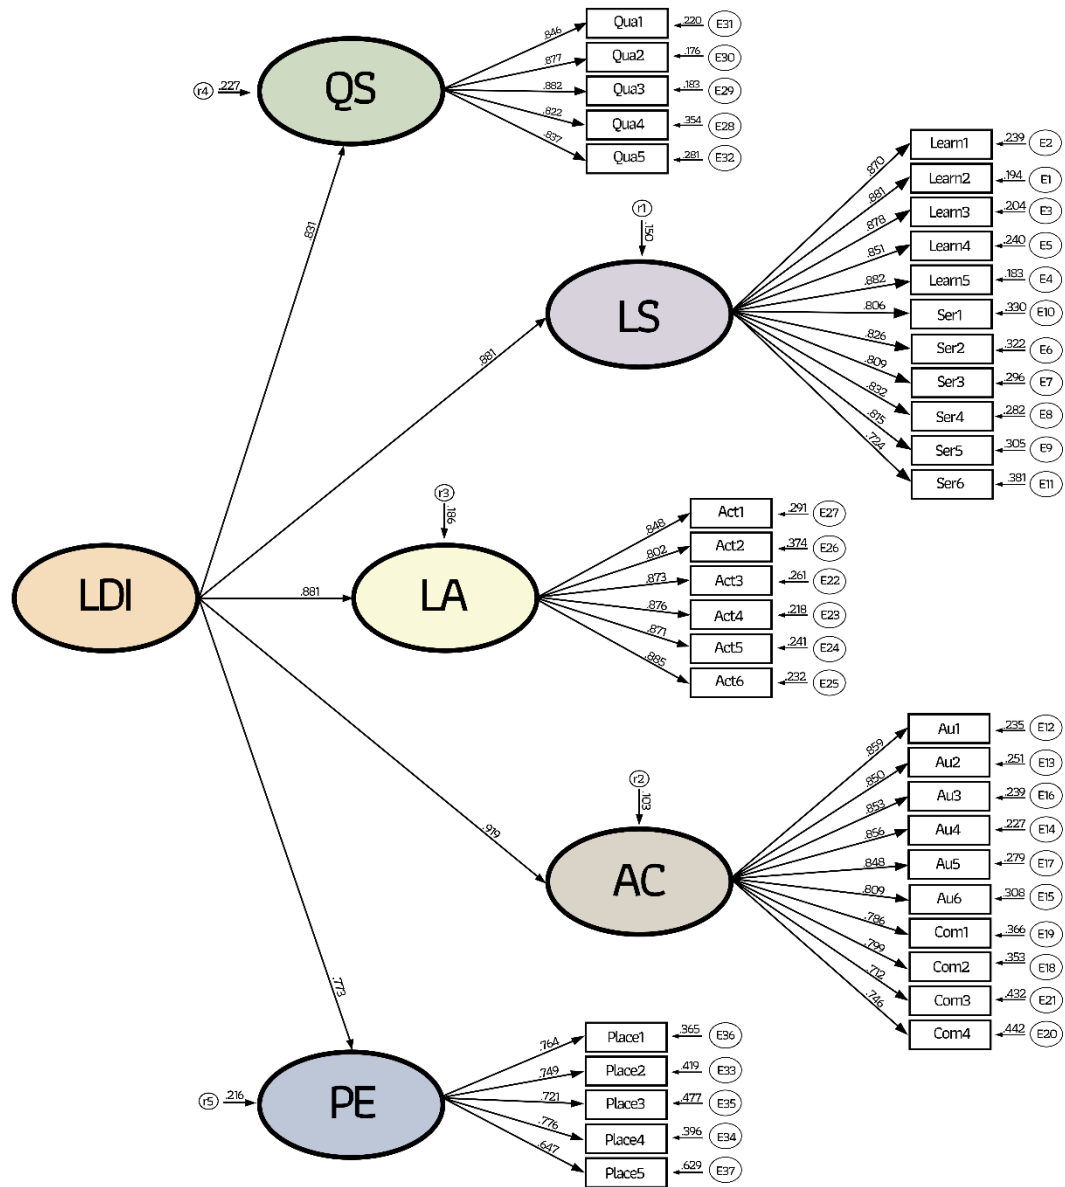 QS
r4 .227
.846 Qua1 .220 E31
.877 Qua2 .176 E30
.882 Qua3 .183 E29
.822 Qua4 .354 E28
.837 Qua5 .281 E32
.831
LS
r1 .150
.870 Learn1 .239 E2
.881 Learn2 .194 E1
.878 Learn3 .204 E3
.851 Learn4 .240 E5
.882 Learn5 .183 E4
.806 Ser1 .330 E10
.826 Ser2 .322 E6
.809 Ser3 .296 E7
.832 Ser4 .282 E8
.815 Ser5 .305 E9
.724 Ser6 .381 E11
.881
LDI
.881
LA
r3 .186
.848 Act1 .291 E27
.802 Act2 .374 E26
.873 Act3 .261 E22
.876 Act4 .218 E23
.871 Act5 .241 E24
.885 Act6 .232 E25
.919
AC
r2 .103
.859 Au1 .235 E12
.850 Au2 .251 E13
.853 Au3 .239 E16
.856 Au4 .227 E14
.848 Au5 .279 E17
.809 Au6 .308 E15
.786 Com1 .366 E19
.799 Com2 .353 E18
.712 Com3 .432 E21
.746 Com4 .442 E20
.773
PE
r5 .216
.764 Place1 .365 E36
.749 Place2 .419 E33
.721 Place3 .477 E35
.776 Place4 .396 E34
.647 Place5 .629 E37